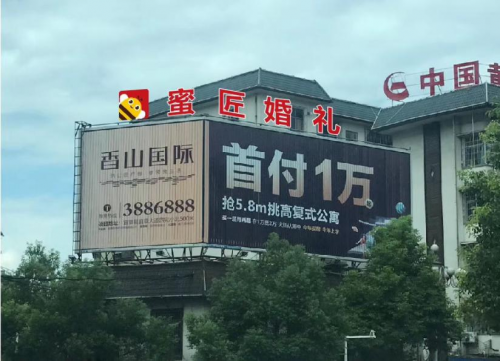 蜜匠婚礼
中国黄
香山国际
3886888
首付1万
抢5.8m挑高复式公寓